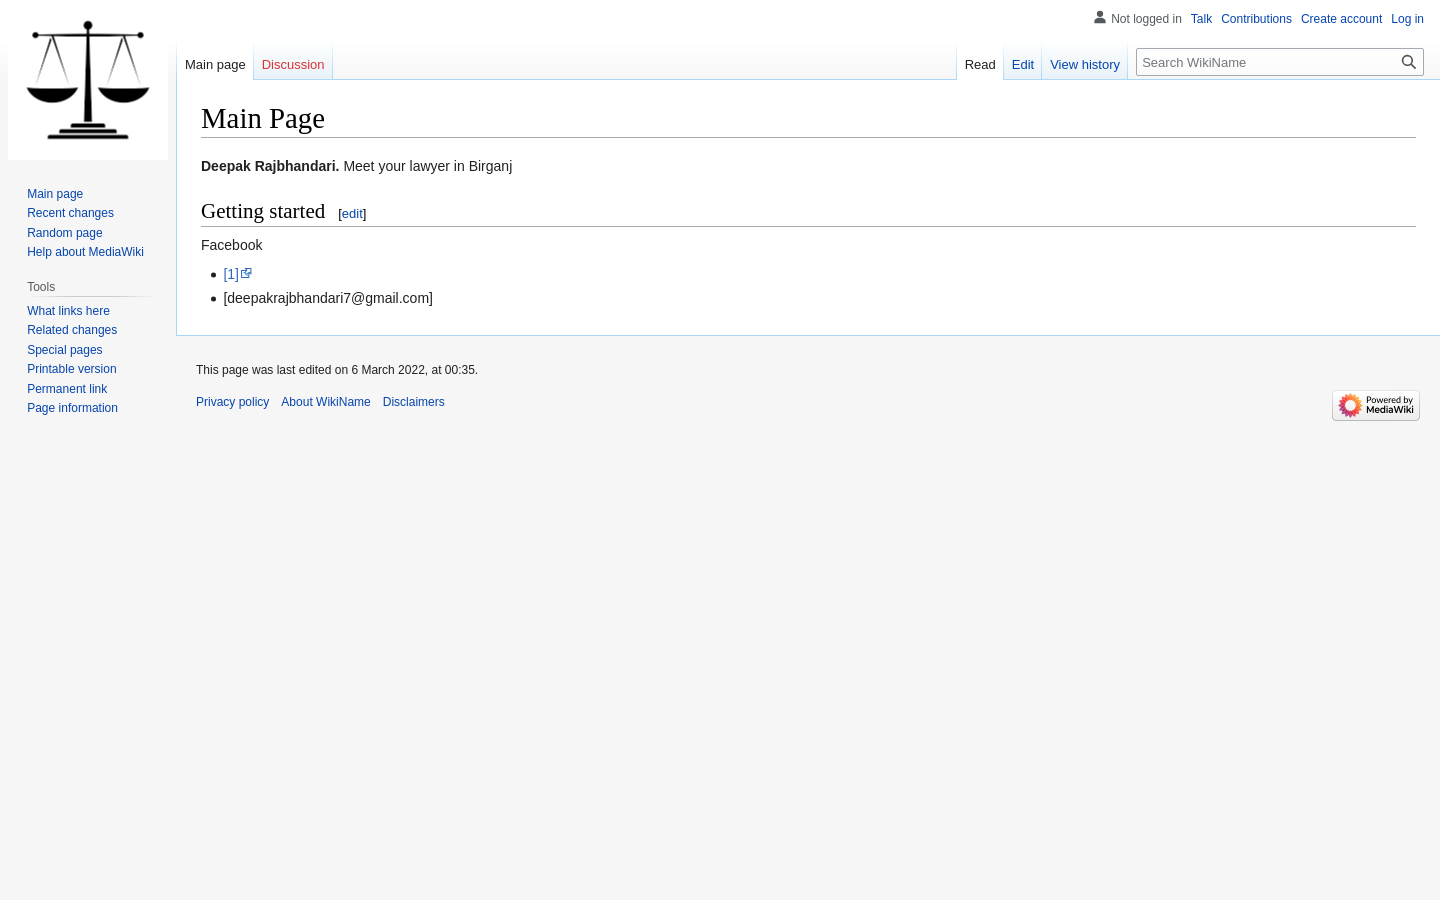 Not logged in Talk Contributions Create account Log in
Main page Discussion Read Edit View history Search WikiName
Main Page
Deepak Rajbhandari. Meet your lawyer in Birganj
Getting started [edit]
Facebook
[1]
[deepakrajbhandari7@gmail.com]
Main page
Recent changes
Random page
Help about MediaWiki
Tools
What links here
Related changes
Special pages
Printable version
Permanent link
Page information
This page was last edited on 6 March 2022, at 00:35.
Privacy policy About WikiName Disclaimers
Powered by
MediaWiki